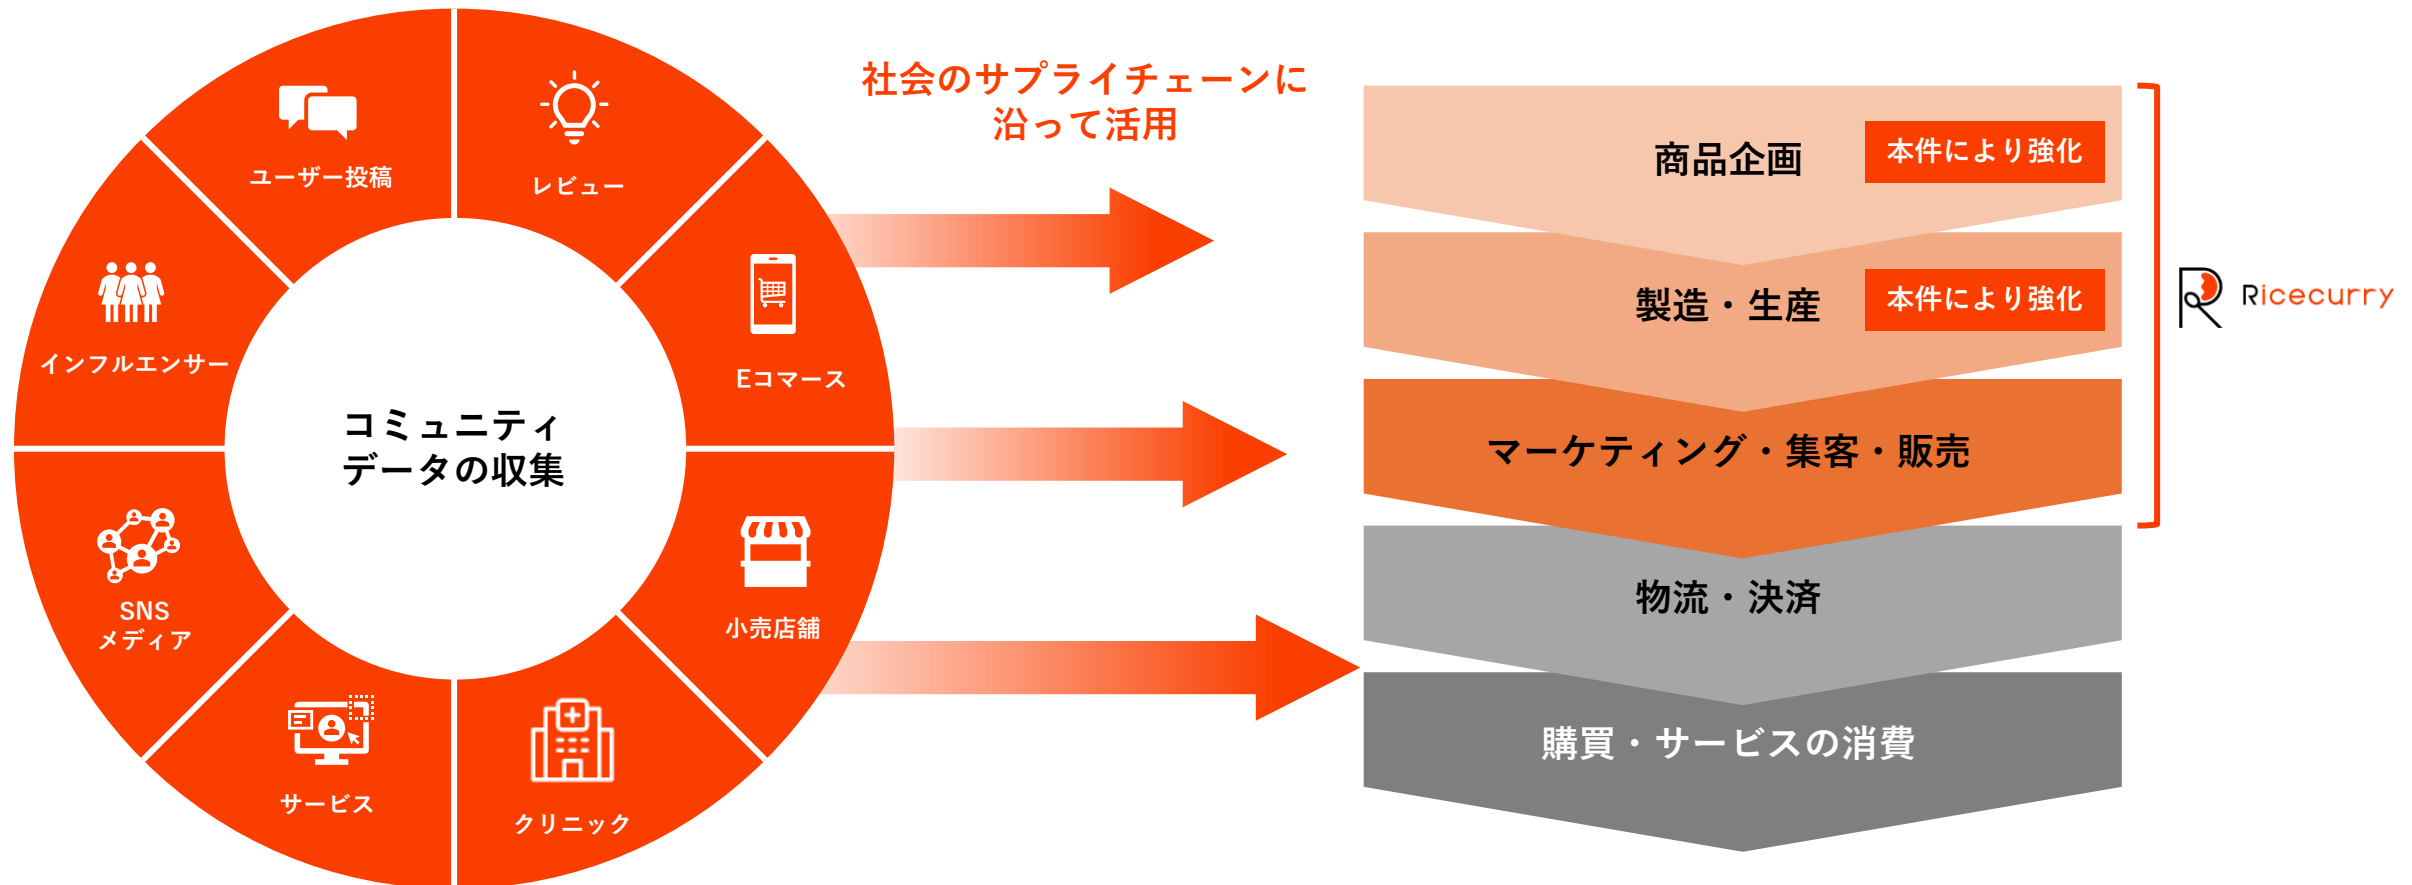 ユーザー投稿
レビュー
Eコマース
小売店舗
クリニック
サービス
SNS
メディア
インフルエンサー
コミュニティ
データの収集
社会のサプライチェーンに
沿って活用
商品企画
本件により強化
製造・生産
本件により強化
マーケティング・集客・販売
物流・決済
購買・サービスの消費
Ricecurry